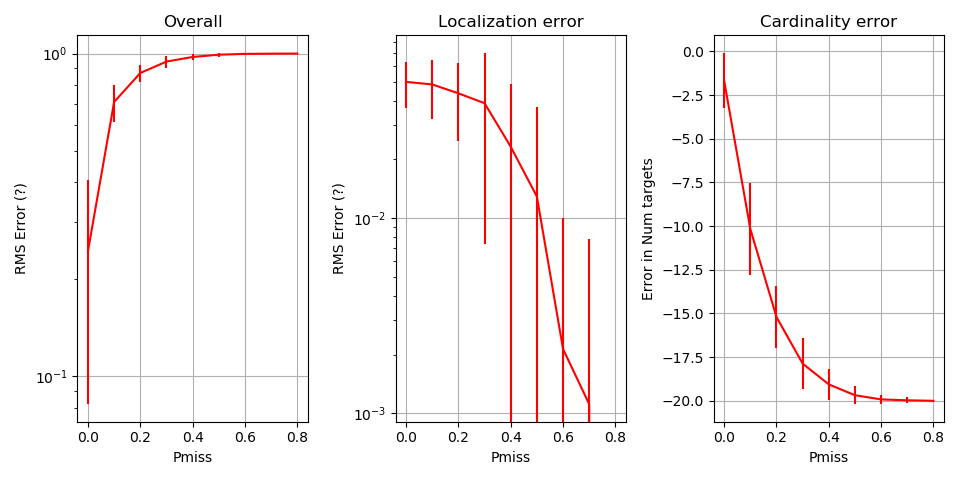 Overall
RMS Error (?)
10⁰
10⁻¹
0.0 0.2 0.4 0.6 0.8
Pmiss
Localization error
RMS Error (?)
10⁻²
10⁻³
0.0 0.2 0.4 0.6 0.8
Pmiss
Cardinality error
Error in Num targets
0.0
−2.5
−5.0
−7.5
−10.0
−12.5
−15.0
−17.5
−20.0
0.0 0.2 0.4 0.6 0.8
Pmiss